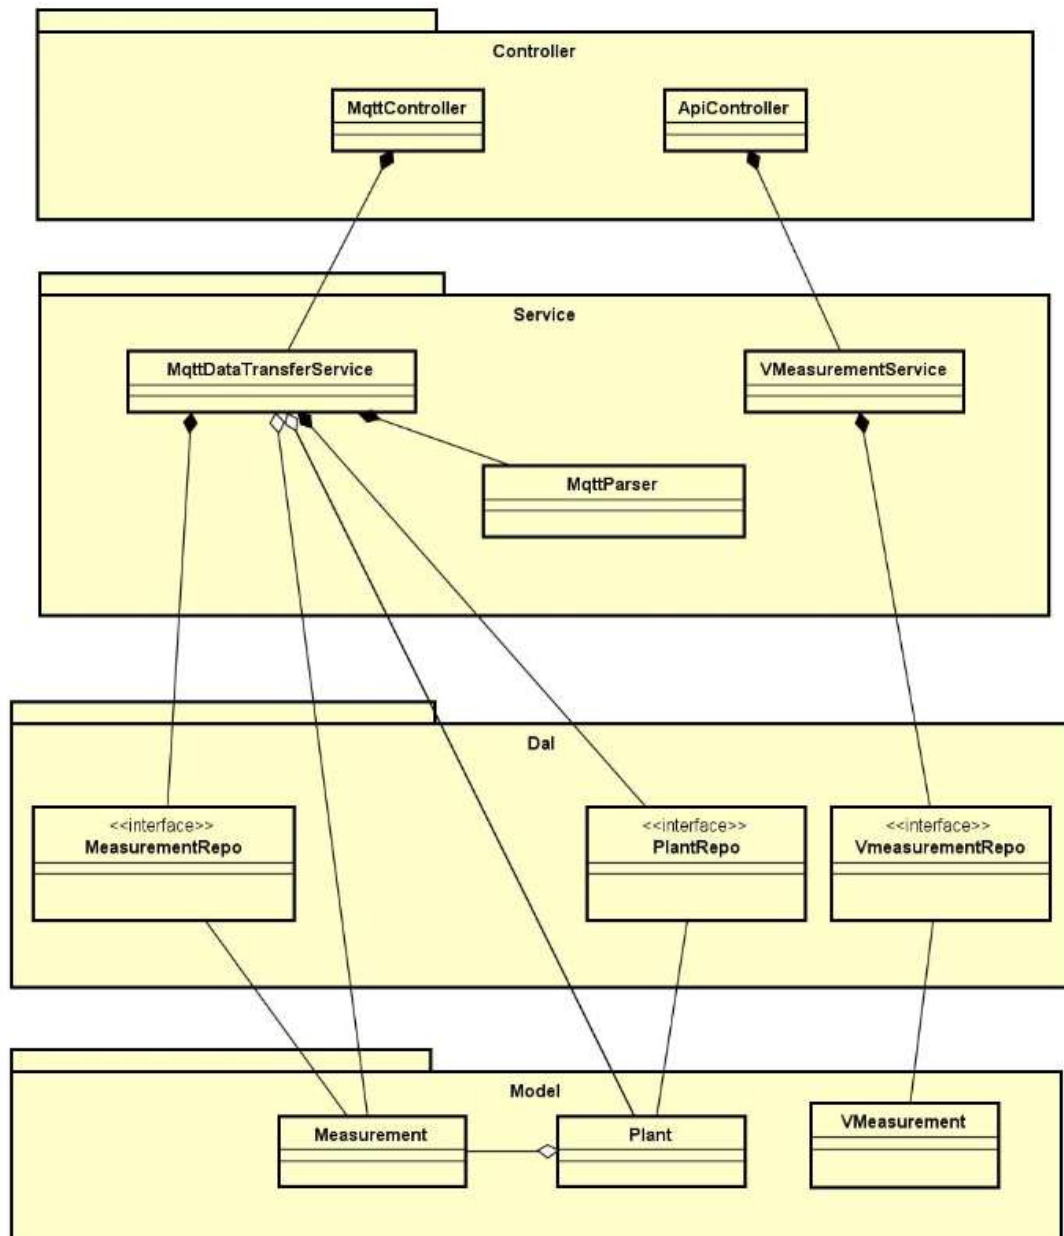 Controller
MqttController
ApiController
Service
MqttDataTransferService
VMeasurementService
MqttParser
Dal
<<interface>>
MeasurementRepo
<<interface>>
PlantRepo
<<interface>>
VmeasurementRepo
Model
Measurement
Plant
VMeasurement